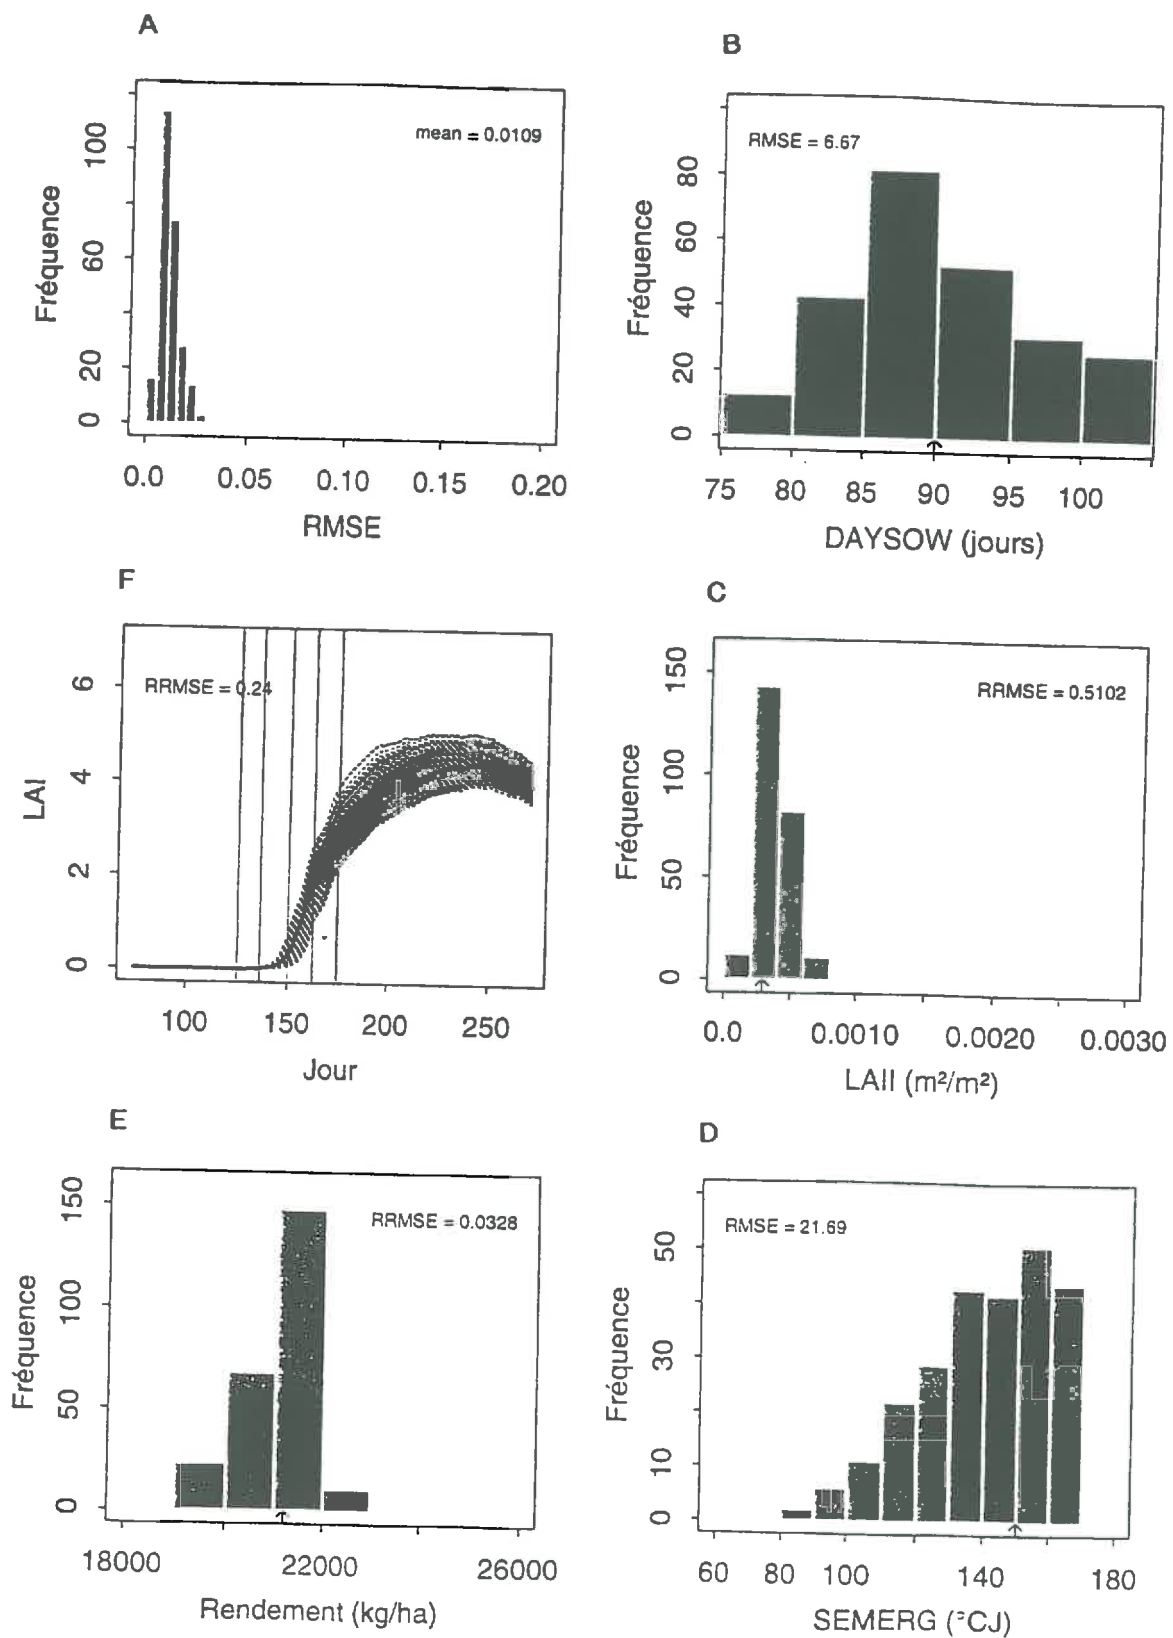 A
mean = 0.0109
Fréquence
0 20 60 100
0.0 0.05 0.10 0.15 0.20
RMSE
B
RMSE = 6.67
Fréquence
0 20 40 60 80
75 80 85 90 95 100
DAYSOW (jours)
F
RRMSE = 0.24
LAI
0 2 4 6
100 150 200 250
Jour
C
RRMSE = 0.5102
Fréquence
0 50 100 150
0.0 0.0010 0.0020 0.0030
LAII (m²/m²)
E
RRMSE = 0.0328
Fréquence
0 50 100 150
18000 22000 26000
Rendement (kg/ha)
D
RMSE = 21.69
Fréquence
0 10 30 50
60 80 100 140 180
SEMERG (°CJ)